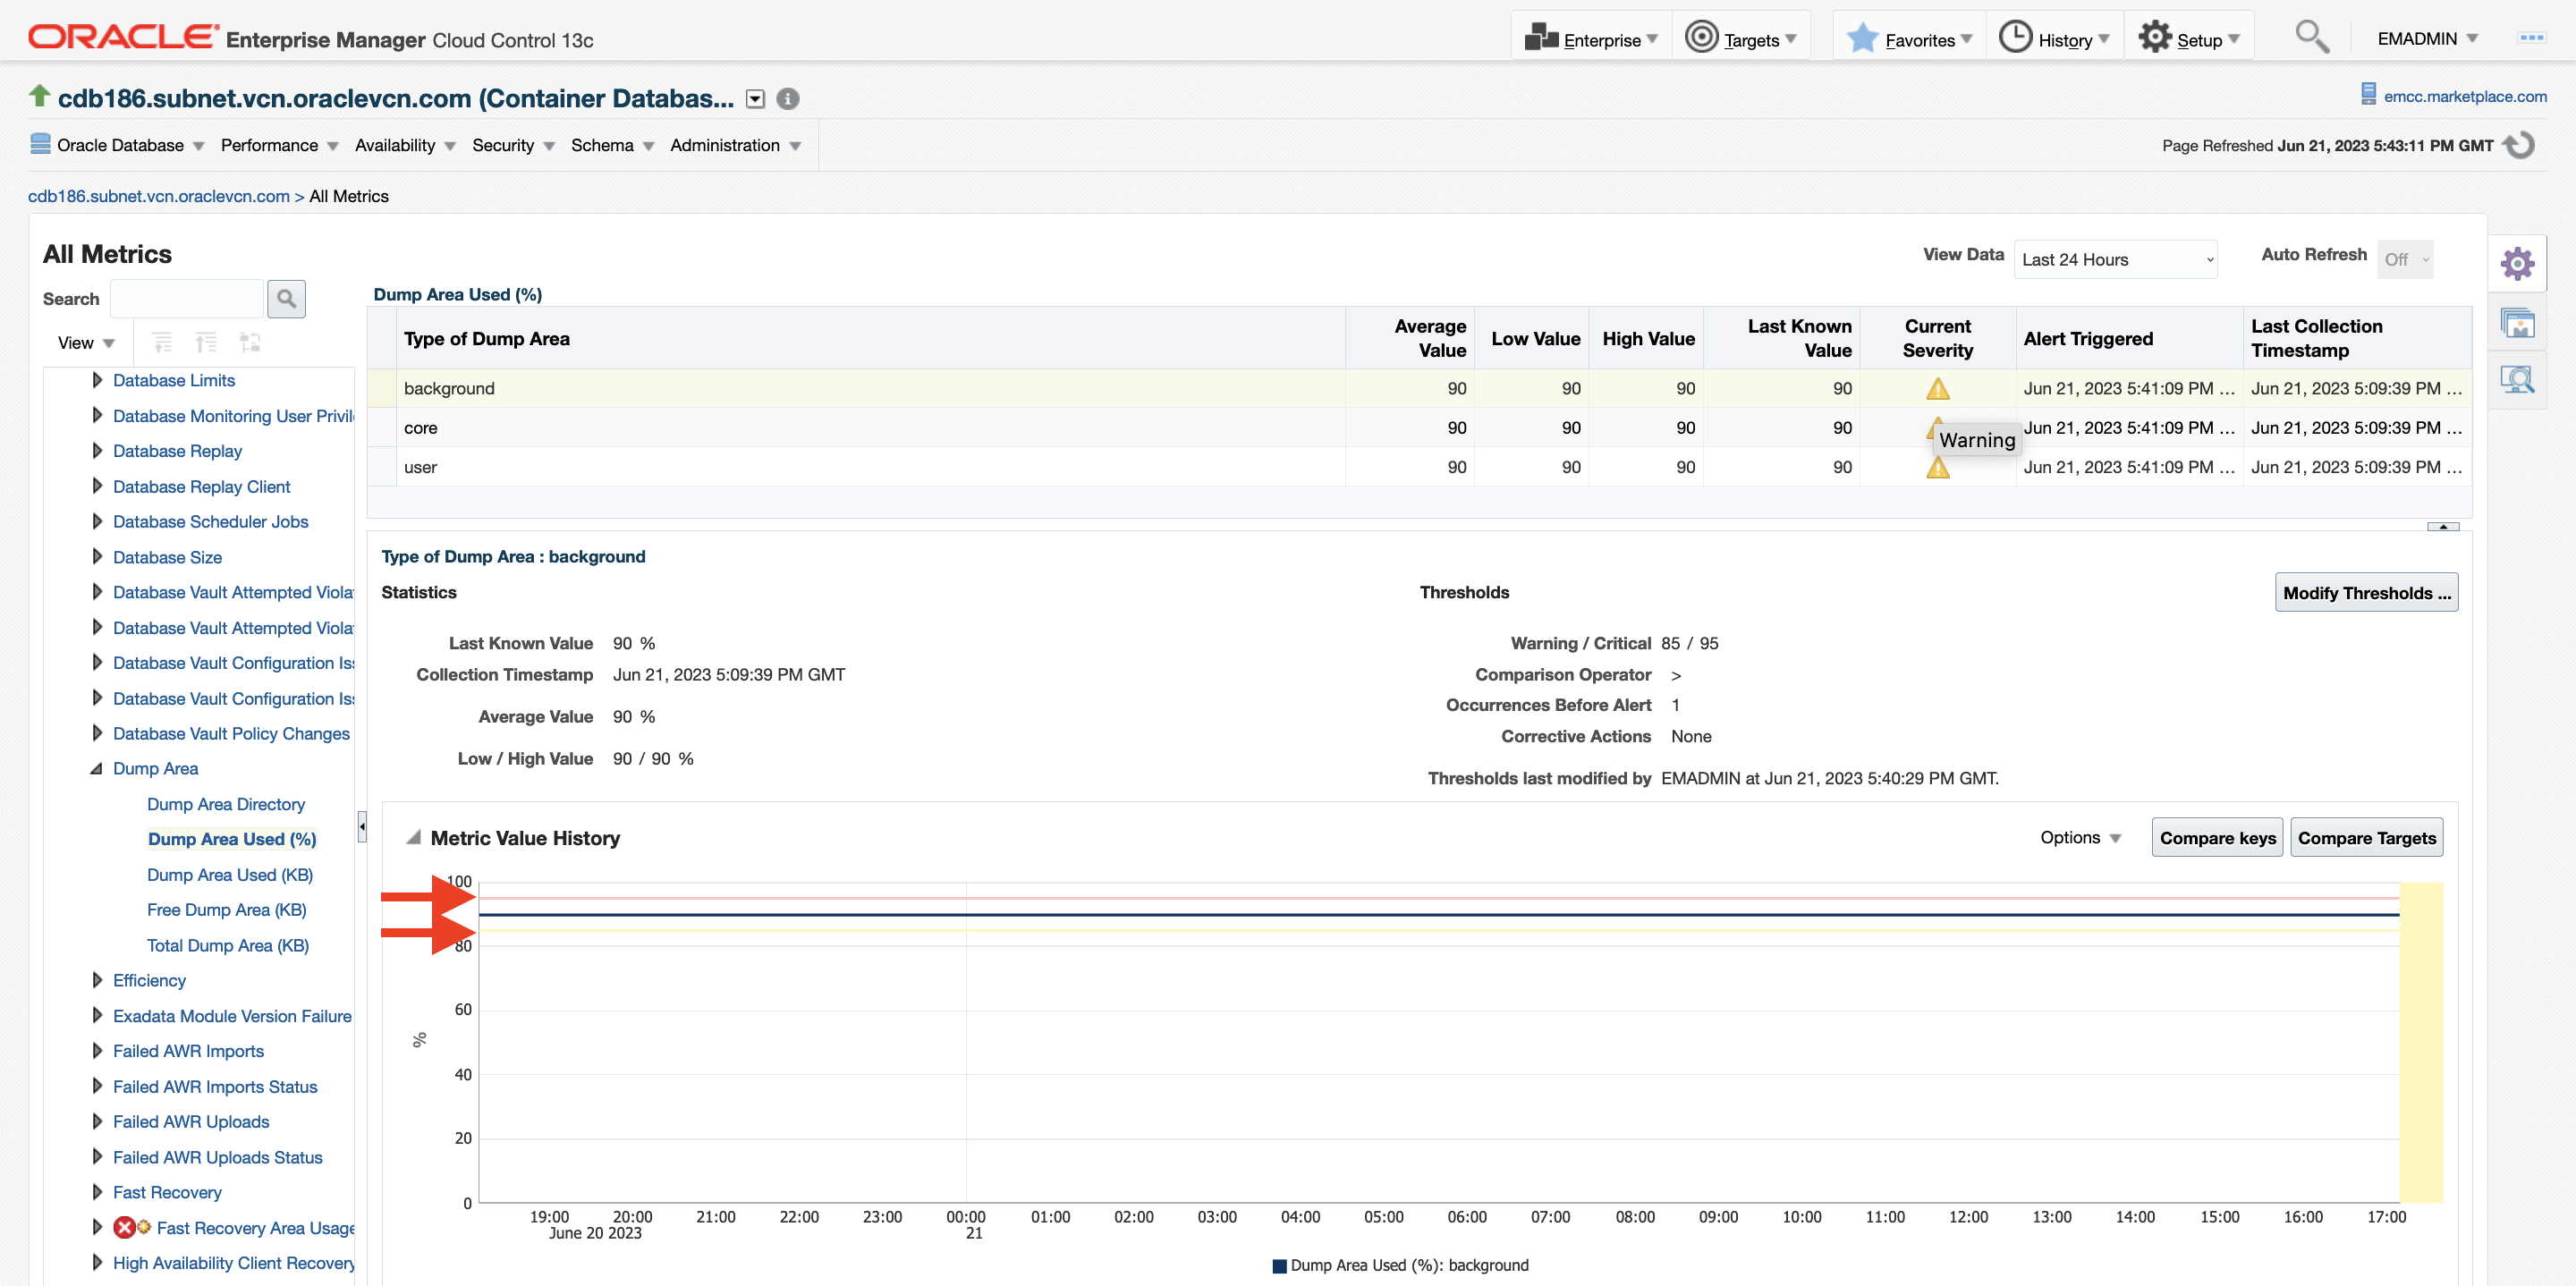 ORACLE Enterprise Manager Cloud Control 13c
Enterprise Targets Favorites History Setup EMADMIN
cdb186.subnet.vcn.oraclevcn.com (Container Databas...
emcc.marketplace.com
Oracle Database Performance Availability Security Schema Administration
Page Refreshed Jun 21, 2023 5:43:11 PM GMT
cdb186.subnet.vcn.oraclevcn.com > All Metrics
All Metrics
View Data Last 24 Hours Auto Refresh Off
Search
View
Database Limits
Database Monitoring User Privil
Database Replay
Database Replay Client
Database Scheduler Jobs
Database Size
Database Vault Attempted Viola
Database Vault Attempted Viola
Database Vault Configuration Iss
Database Vault Configuration Iss
Database Vault Policy Changes
Dump Area
Dump Area Directory
Dump Area Used (%)
Dump Area Used (KB)
Free Dump Area (KB)
Total Dump Area (KB)
Efficiency
Exadata Module Version Failure
Failed AWR Imports
Failed AWR Imports Status
Failed AWR Uploads
Failed AWR Uploads Status
Fast Recovery
Fast Recovery Area Usage
High Availability Client Recovery
Dump Area Used (%)
Type of Dump Area Average Value Low Value High Value Last Known Value Current Severity Alert Triggered Last Collection Timestamp
background 90 90 90 90 Jun 21, 2023 5:41:09 PM ... Jun 21, 2023 5:09:39 PM ...
core 90 90 90 90 Jun 21, 2023 5:41:09 PM ... Jun 21, 2023 5:09:39 PM ...
Warning
user 90 90 90 90 Jun 21, 2023 5:41:09 PM ... Jun 21, 2023 5:09:39 PM ...
Type of Dump Area : background
Statistics
Last Known Value 90 %
Collection Timestamp Jun 21, 2023 5:09:39 PM GMT
Average Value 90 %
Low / High Value 90 / 90 %
Thresholds
Modify Thresholds ...
Warning / Critical 85 / 95
Comparison Operator >
Occurrences Before Alert 1
Corrective Actions None
Thresholds last modified by EMADMIN at Jun 21, 2023 5:40:29 PM GMT.
Metric Value History
Options Compare keys Compare Targets
100
80
60
40
20
0
%
19:00 20:00 21:00 22:00 23:00 00:00 01:00 02:00 03:00 04:00 05:00 06:00 07:00 08:00 09:00 10:00 11:00 12:00 13:00 14:00 15:00 16:00 17:00
June 20 2023 21
Dump Area Used (%): background